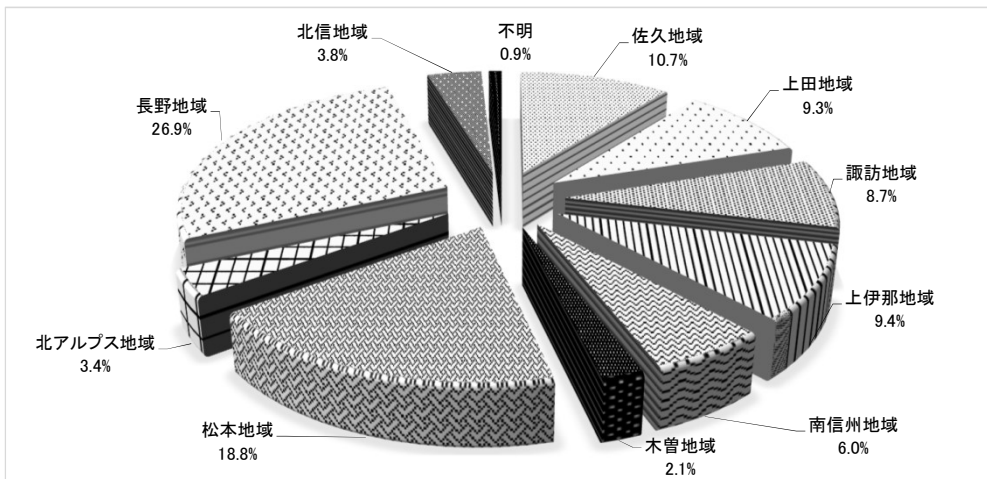 不明
0.9%
佐久地域
10.7%
上田地域
9.3%
諏訪地域
8.7%
上伊那地域
9.4%
南信州地域
6.0%
木曽地域
2.1%
松本地域
18.8%
北アルプス地域
3.4%
長野地域
26.9%
北信地域
3.8%